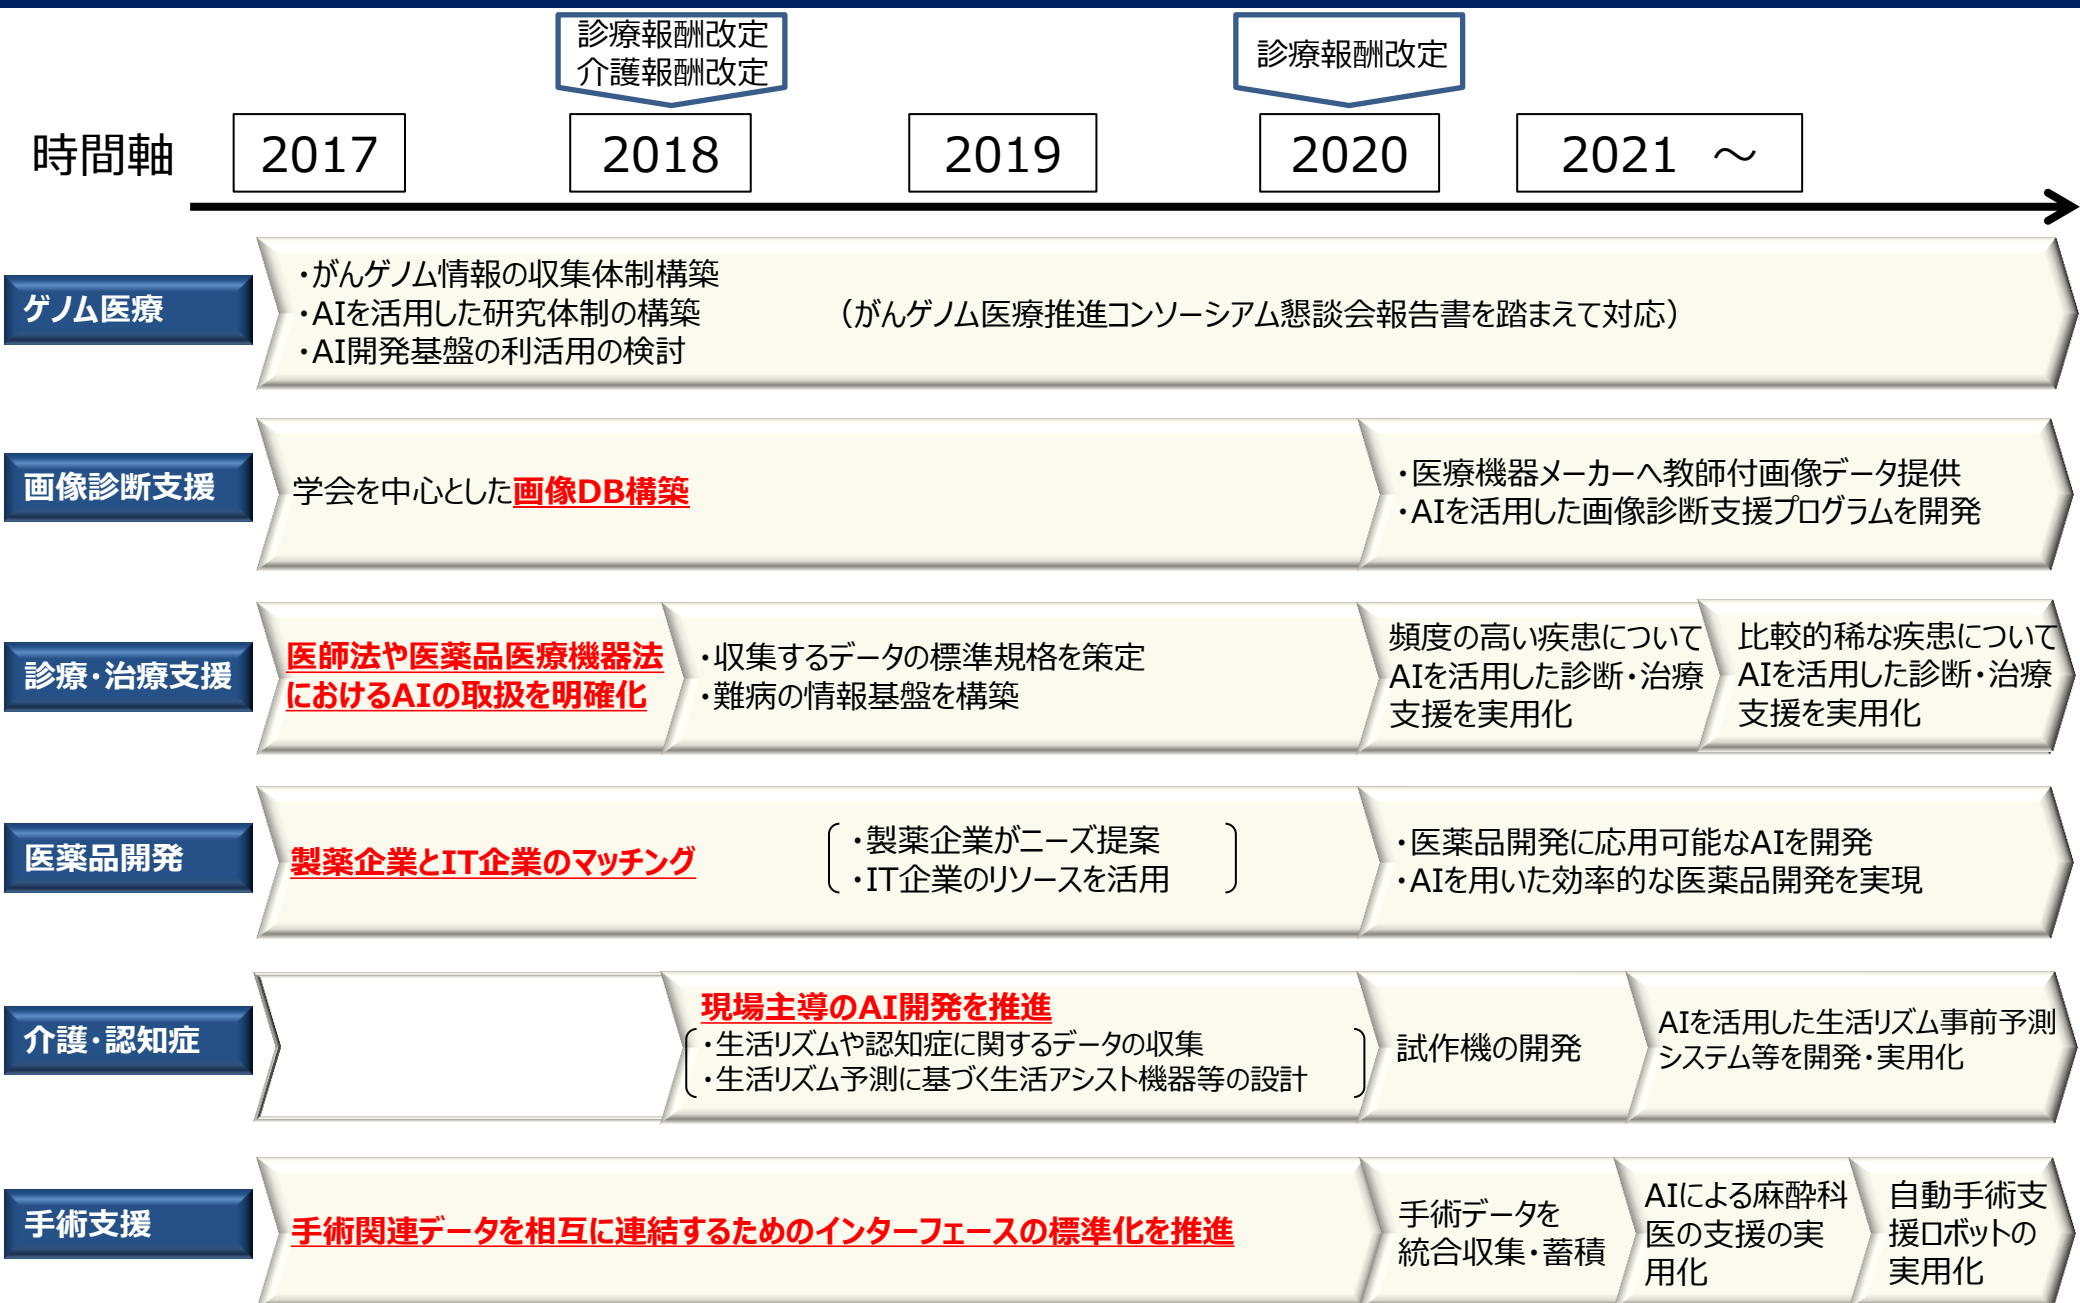 診療報酬改定
介護報酬改定
診療報酬改定
時間軸
2017
2018
2019
2020
2021 ～
ゲノム医療
・がんゲノム情報の収集体制構築
・AIを活用した研究体制の構築
・AI開発基盤の利活用の検討
（がんゲノム医療推進コンソーシアム懇談会報告書を踏まえて対応）
画像診断支援
学会を中心とした画像DB構築
・医療機器メーカーへ教師付画像データ提供
・AIを活用した画像診断支援プログラムを開発
診療・治療支援
医師法や医薬品医療機器法
におけるAIの取扱を明確化
・収集するデータの標準規格を策定
・難病の情報基盤を構築
頻度の高い疾患について
AIを活用した診断・治療
支援を実用化
比較的稀な疾患について
AIを活用した診断・治療
支援を実用化
医薬品開発
製薬企業とIT企業のマッチング
・製薬企業がニーズ提案
・IT企業のリソースを活用
・医薬品開発に応用可能なAIを開発
・AIを用いた効率的な医薬品開発を実現
介護・認知症
現場主導のAI開発を推進
・生活リズムや認知症に関するデータの収集
・生活リズム予測に基づく生活アシスト機器等の設計
試作機の開発
AIを活用した生活リズム事前予測
システム等を開発・実用化
手術支援
手術関連データを相互に連結するためのインターフェースの標準化を推進
手術データを
統合収集・蓄積
AIによる麻酔科
医の支援の実
用化
自動手術支
援ロボットの
実用化